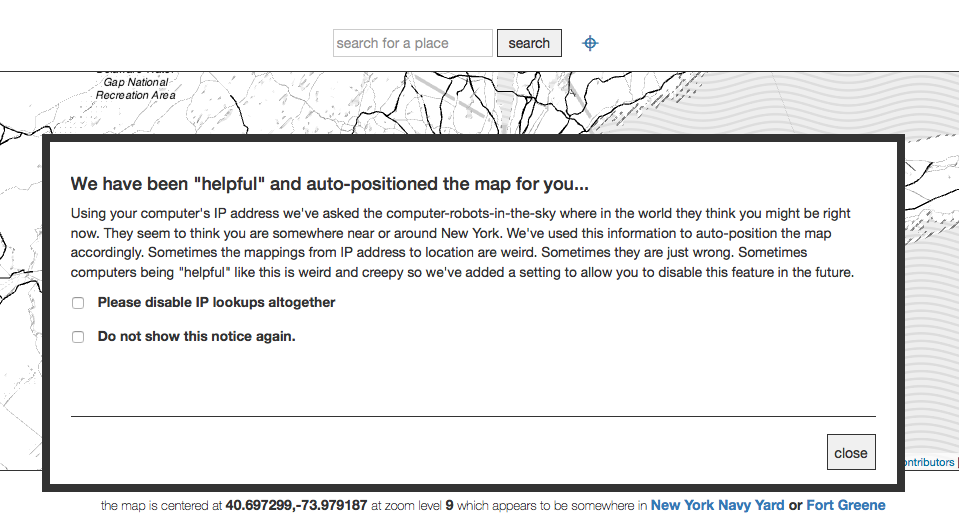 search for a place
search
Gap National
Recreation Area
We have been "helpful" and auto-positioned the map for you...
Using your computer's IP address we've asked the computer-robots-in-the-sky where in the world they think you might be right
now. They seem to think you are somewhere near or around New York. We've used this information to auto-position the map
accordingly. Sometimes the mappings from IP address to location are weird. Sometimes they are just wrong. Sometimes
computers being "helpful" like this is weird and creepy so we've added a setting to allow you to disable this feature in the future.
Please disable IP lookups altogether
Do not show this notice again.
close
ontributors
the map is centered at 40.697299,-73.979187 at zoom level 9 which appears to be somewhere in New York Navy Yard or Fort Greene